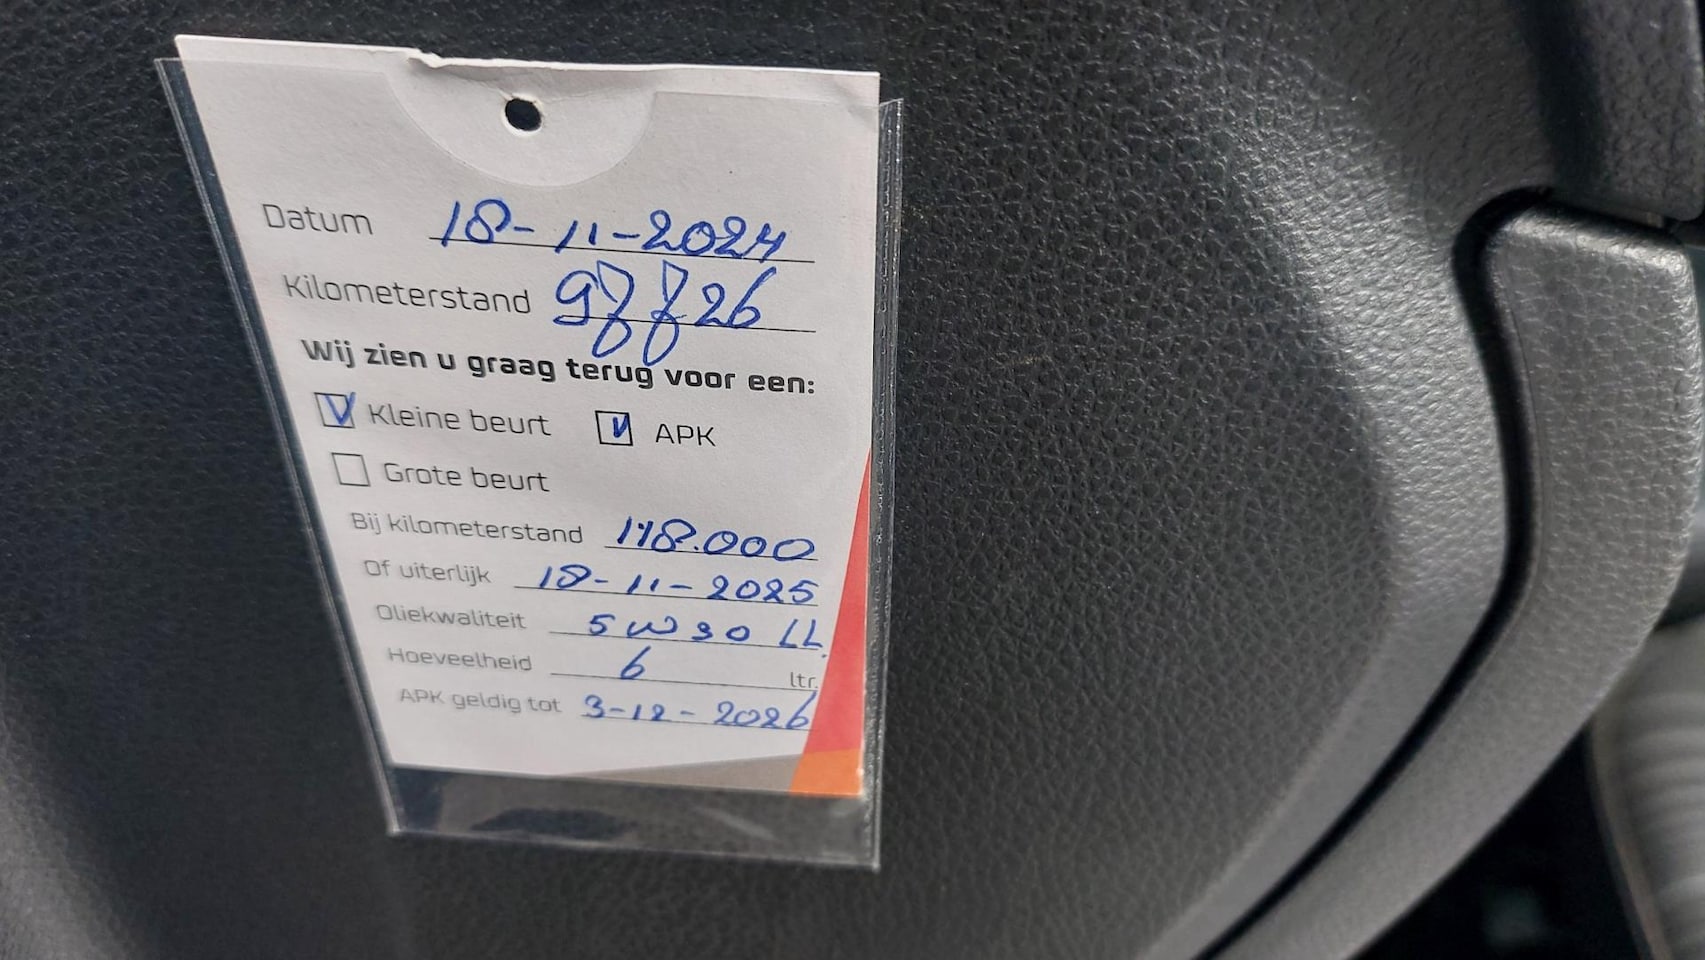 Datum 18-11-2024
Kilometerstand 97726
Wij zien u graag terug voor een:
Kleine beurt APK
Grote beurt
Bij kilometerstand 118.000
Of uiterlijk 18-11-2025
Oliekwaliteit 5w30 LL
Hoeveelheid 6 ltr.
APK geldig tot 3-12-2026